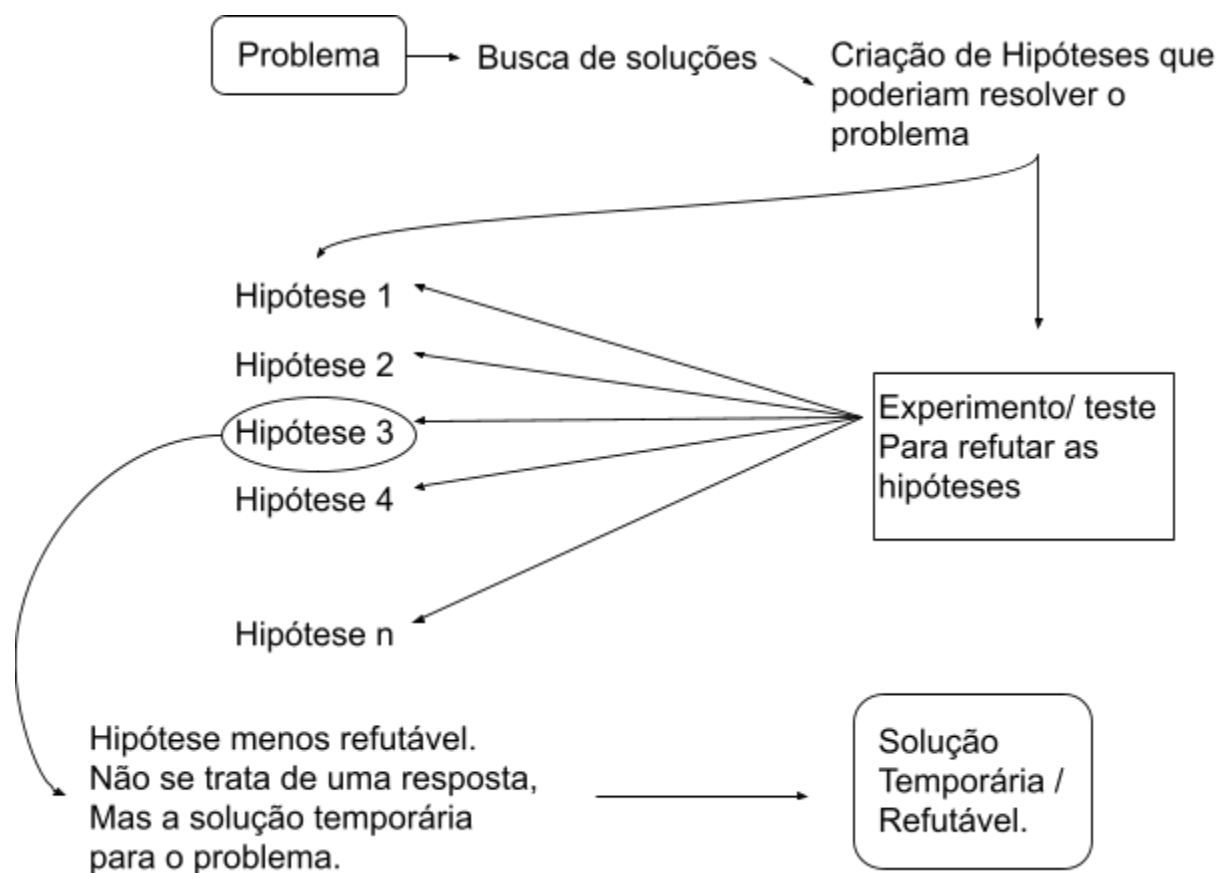 Problema
Busca de soluções
Criação de Hipóteses que
poderiam resolver o
problema
Hipótese 1
Hipótese 2
Hipótese 3
Hipótese 4
Hipótese n
Experimento/ teste
Para refutar as
hipóteses
Hipótese menos refutável.
Não se trata de uma resposta,
Mas a solução temporária
para o problema.
Solução
Temporária /
Refutável.